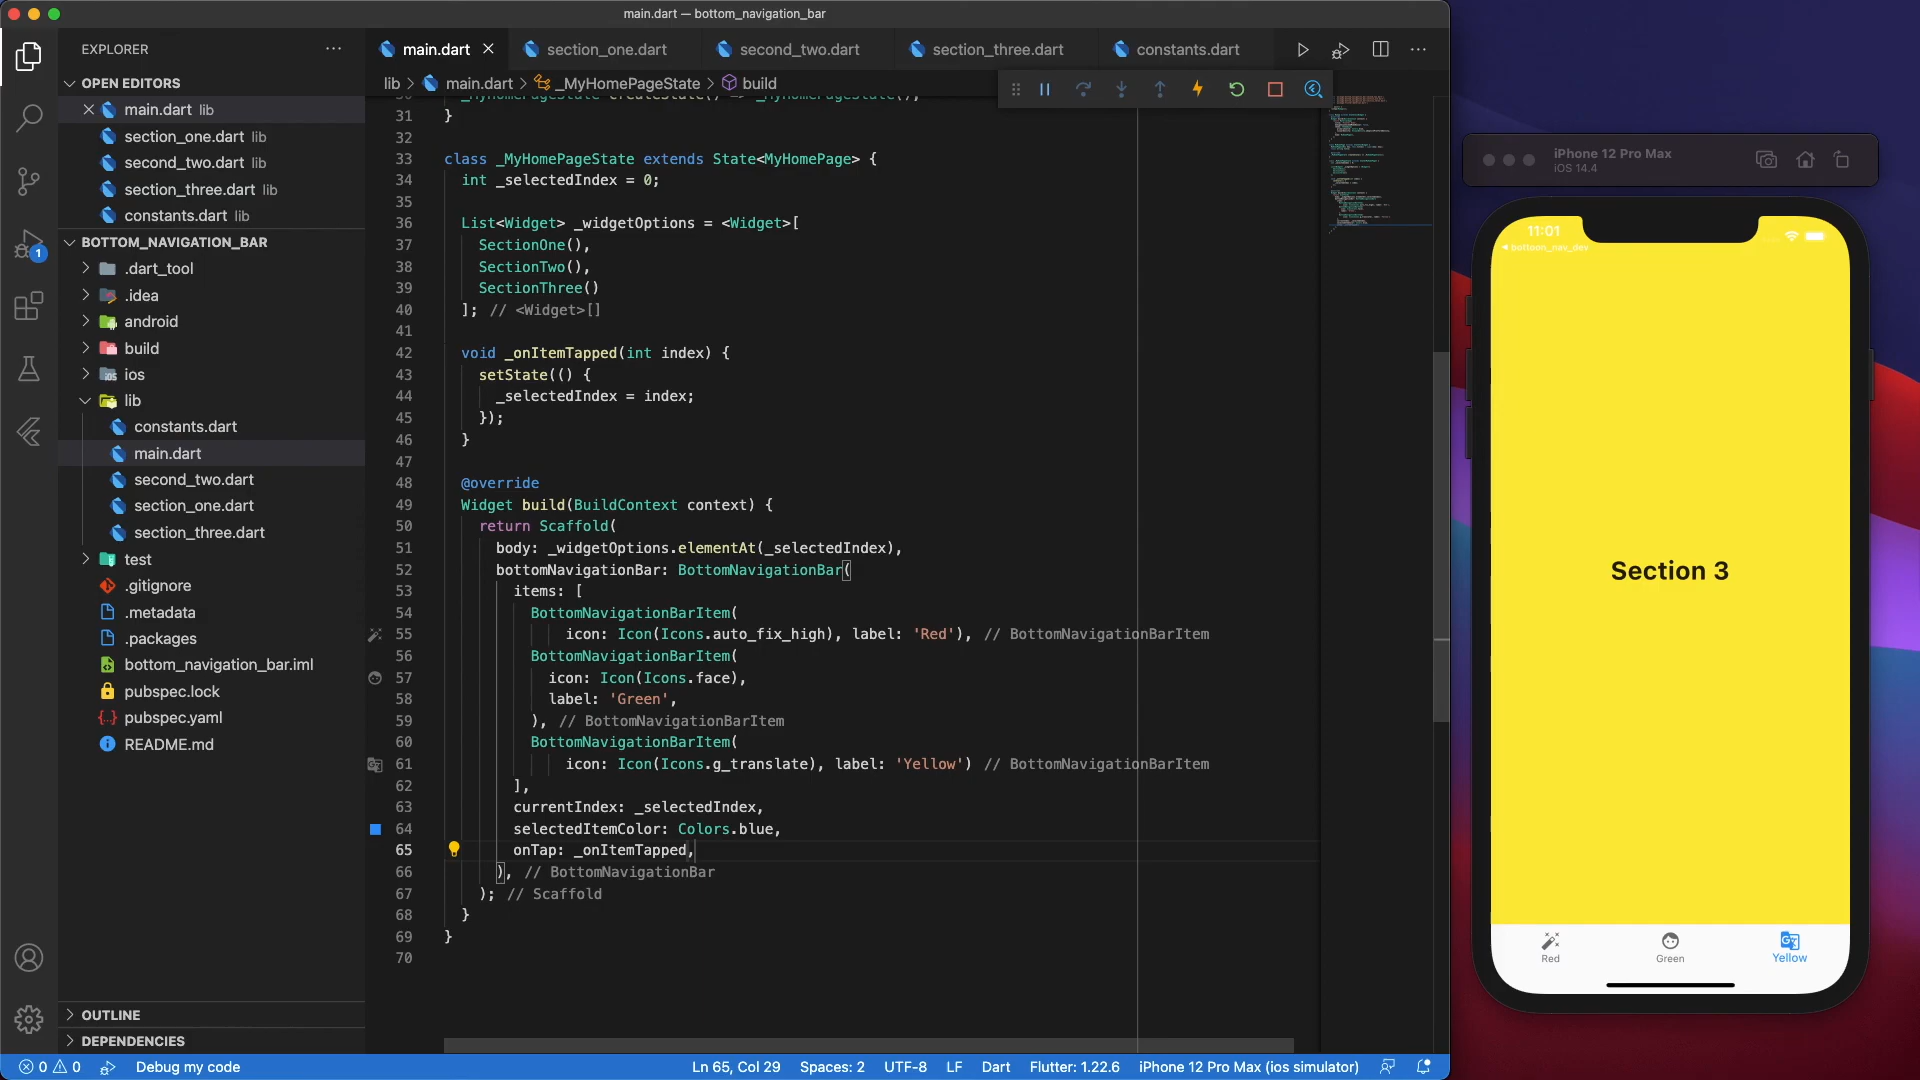 main.dart — bottom_navigation_bar
EXPLORER
main.dart
section_one.dart
second_two.dart
section_three.dart
constants.dart
OPEN EDITORS
main.dart lib
section_one.dart lib
second_two.dart lib
section_three.dart lib
constants.dart lib
BOTTOM_NAVIGATION_BAR
.dart_tool
.idea
android
build
ios
lib
constants.dart
main.dart
second_two.dart
section_one.dart
section_three.dart
test
.gitignore
.metadata
.packages
bottom_navigation_bar.iml
pubspec.lock
pubspec.yaml
README.md
OUTLINE
DEPENDENCIES
1
lib > main.dart > _MyHomePageState > build
30 _MyHomePageState createState() => _MyHomePageState();
31 }
32
33 class _MyHomePageState extends State<MyHomePage> {
34 int _selectedIndex = 0;
35
36 List<Widget> _widgetOptions = <Widget>[
37 SectionOne(),
38 SectionTwo(),
39 SectionThree()
40 ]; // <Widget>[]
41
42 void _onItemTapped(int index) {
43 setState(() {
44 _selectedIndex = index;
45 });
46 }
47
48 @override
49 Widget build(BuildContext context) {
50 return Scaffold(
51 body: _widgetOptions.elementAt(_selectedIndex),
52 bottomNavigationBar: BottomNavigationBar(
53 items: [
54 BottomNavigationBarItem(
55 icon: Icon(Icons.auto_fix_high), label: 'Red'), // BottomNavigationBarItem
56 BottomNavigationBarItem(
57 icon: Icon(Icons.face),
58 label: 'Green',
59 ), // BottomNavigationBarItem
60 BottomNavigationBarItem(
61 icon: Icon(Icons.g_translate), label: 'Yellow') // BottomNavigationBarItem
62 ],
63 currentIndex: _selectedIndex,
64 selectedItemColor: Colors.blue,
65 onTap: _onItemTapped,
66 ), // BottomNavigationBar
67 ); // Scaffold
68 }
69 }
70
0 0 Debug my code
Ln 65, Col 29 Spaces: 2 UTF-8 LF Dart Flutter: 1.22.6 iPhone 12 Pro Max (ios simulator)
iPhone 12 Pro Max
iOS 14.4
11:01
bottoon_nav_dev
Section 3
Red
Green
Yellow